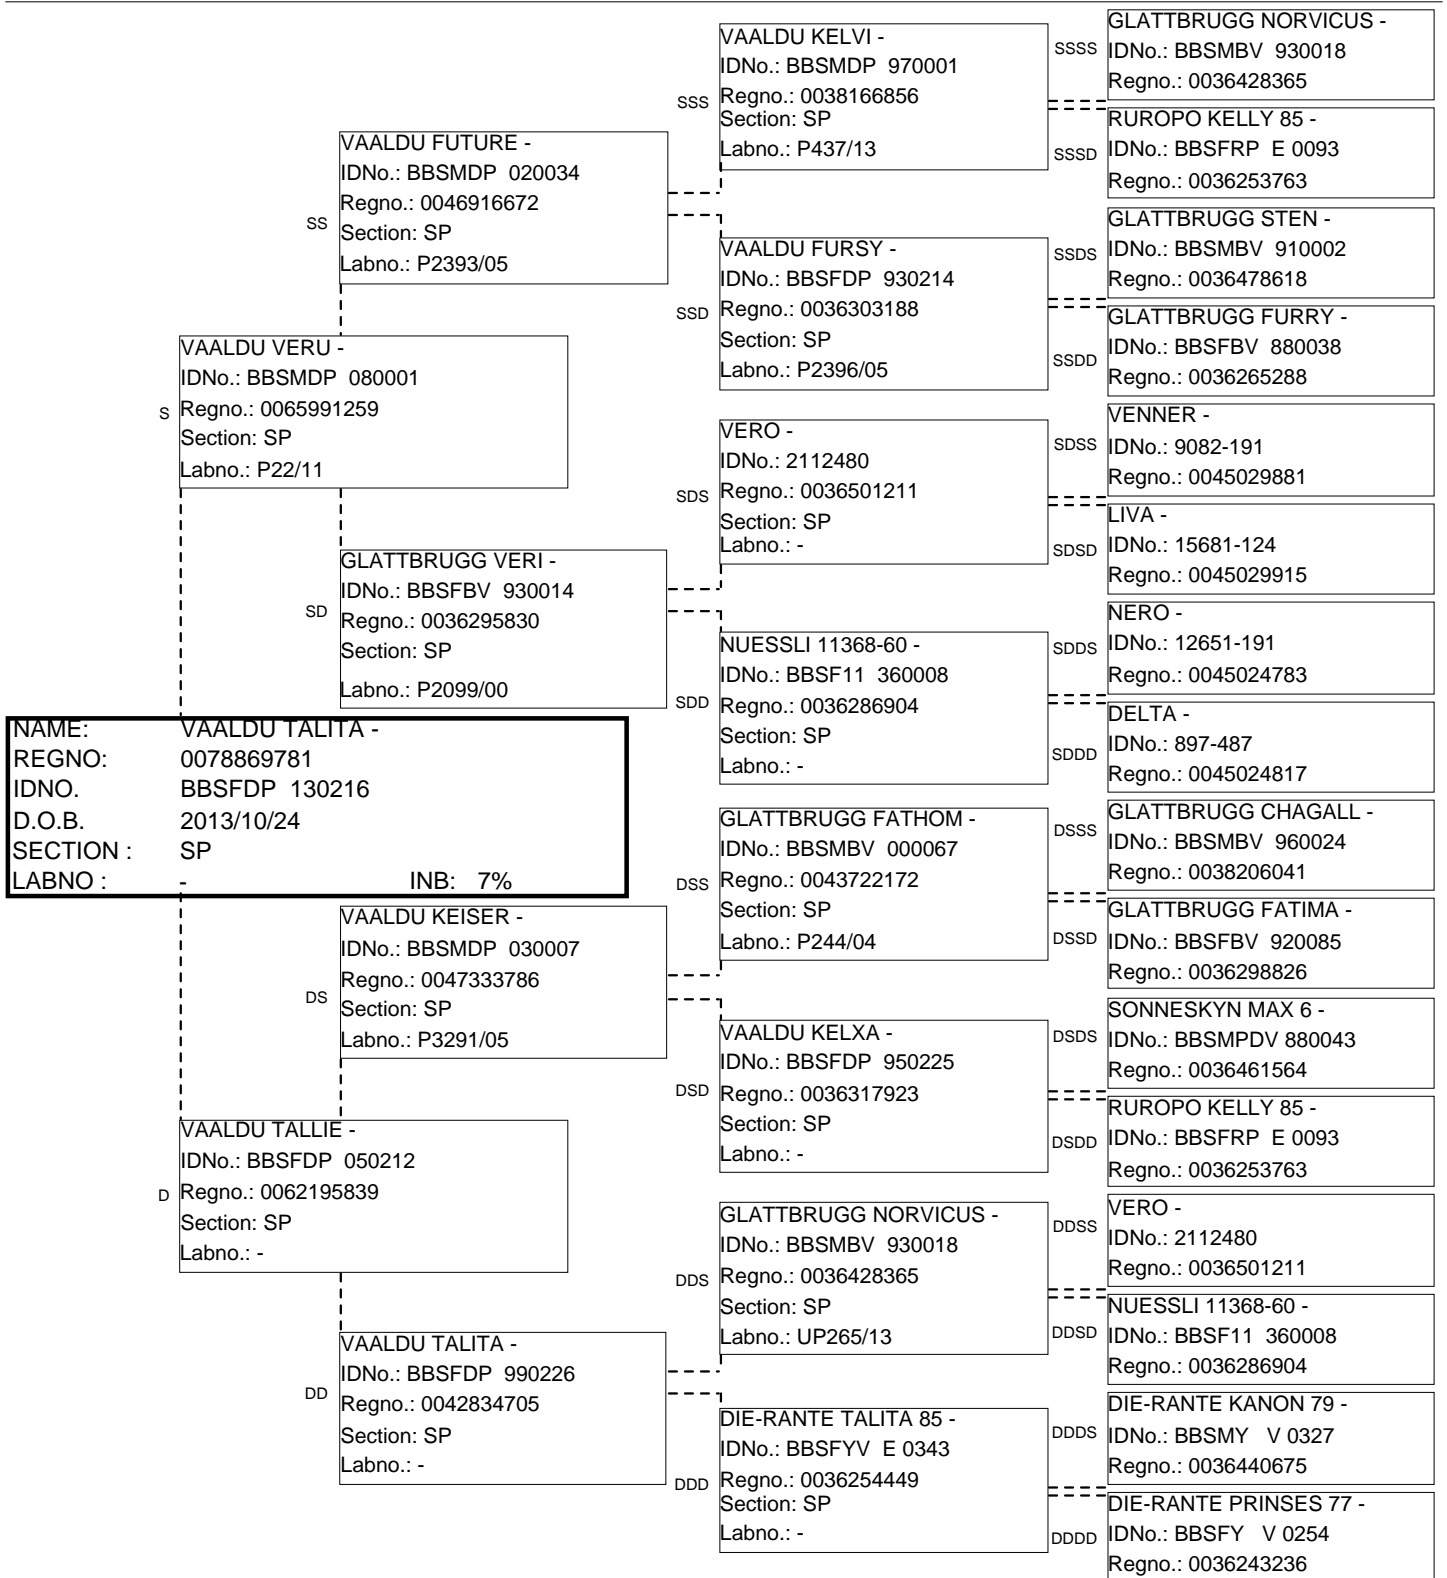 NAME: VAALDU TALITA -
REGNO: 0078869781
IDNO. BBSFDP 130216
D.O.B. 2013/10/24
SECTION : SP
LABNO : - INB: 7%
S
VAALDU VERU -
IDNo.: BBSMDP 080001
Regno.: 0065991259
Section: SP
Labno.: P22/11
D
VAALDU TALLIE -
IDNo.: BBSFDP 050212
Regno.: 0062195839
Section: SP
Labno.: -
SS
VAALDU FUTURE -
IDNo.: BBSMDP 020034
Regno.: 0046916672
Section: SP
Labno.: P2393/05
SD
GLATTBRUGG VERI -
IDNo.: BBSFBV 930014
Regno.: 0036295830
Section: SP
Labno.: P2099/00
DS
VAALDU KEISER -
IDNo.: BBSMDP 030007
Regno.: 0047333786
Section: SP
Labno.: P3291/05
DD
VAALDU TALITA -
IDNo.: BBSFDP 990226
Regno.: 0042834705
Section: SP
Labno.: -
SSS
VAALDU KELVI -
IDNo.: BBSMDP 970001
Regno.: 0038166856
Section: SP
Labno.: P437/13
SSD
VAALDU FURSY -
IDNo.: BBSFDP 930214
Regno.: 0036303188
Section: SP
Labno.: P2396/05
SDS
VERO -
IDNo.: 2112480
Regno.: 0036501211
Section: SP
Labno.: -
SDD
NUESSLI 11368-60 -
IDNo.: BBSF11 360008
Regno.: 0036286904
Section: SP
Labno.: -
DSS
GLATTBRUGG FATHOM -
IDNo.: BBSMBV 000067
Regno.: 0043722172
Section: SP
Labno.: P244/04
DSD
VAALDU KELXA -
IDNo.: BBSFDP 950225
Regno.: 0036317923
Section: SP
Labno.: -
DDS
GLATTBRUGG NORVICUS -
IDNo.: BBSMBV 930018
Regno.: 0036428365
Section: SP
Labno.: UP265/13
DDD
DIE-RANTE TALITA 85 -
IDNo.: BBSFYV E 0343
Regno.: 0036254449
Section: SP
Labno.: -
SSSS
GLATTBRUGG NORVICUS -
IDNo.: BBSMBV 930018
Regno.: 0036428365
SSSD
RUROPO KELLY 85 -
IDNo.: BBSFRP E 0093
Regno.: 0036253763
SSDS
GLATTBRUGG STEN -
IDNo.: BBSMBV 910002
Regno.: 0036478618
SSDD
GLATTBRUGG FURRY -
IDNo.: BBSFBV 880038
Regno.: 0036265288
SDSS
VENNER -
IDNo.: 9082-191
Regno.: 0045029881
SDSD
LIVA -
IDNo.: 15681-124
Regno.: 0045029915
SDDS
NERO -
IDNo.: 12651-191
Regno.: 0045024783
SDDD
DELTA -
IDNo.: 897-487
Regno.: 0045024817
DSSS
GLATTBRUGG CHAGALL -
IDNo.: BBSMBV 960024
Regno.: 0038206041
DSSD
GLATTBRUGG FATIMA -
IDNo.: BBSFBV 920085
Regno.: 0036298826
DSDS
SONNESKYN MAX 6 -
IDNo.: BBSMPDV 880043
Regno.: 0036461564
DSDD
RUROPO KELLY 85 -
IDNo.: BBSFRP E 0093
Regno.: 0036253763
DDSS
VERO -
IDNo.: 2112480
Regno.: 0036501211
DDSD
NUESSLI 11368-60 -
IDNo.: BBSF11 360008
Regno.: 0036286904
DDDS
DIE-RANTE KANON 79 -
IDNo.: BBSMY V 0327
Regno.: 0036440675
DDDD
DIE-RANTE PRINSES 77 -
IDNo.: BBSFY V 0254
Regno.: 0036243236